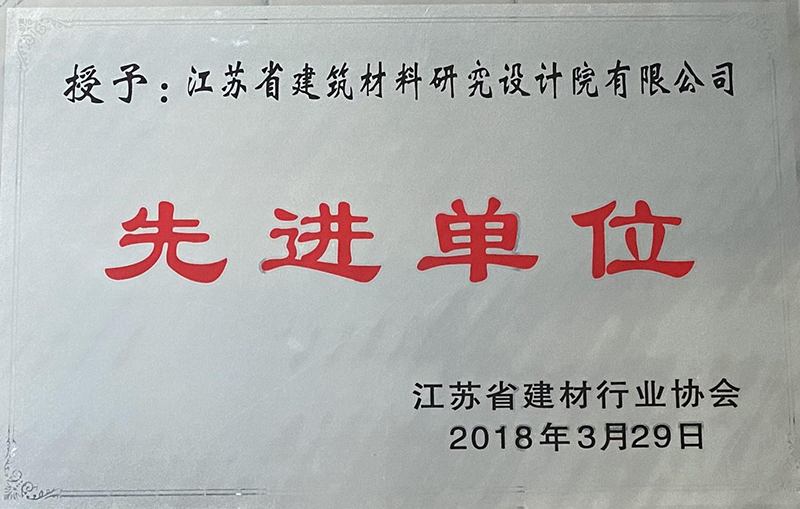 授予:江苏省建筑材料研究设计院有限公司
先进单位
江苏省建材行业协会
2018年3月29日